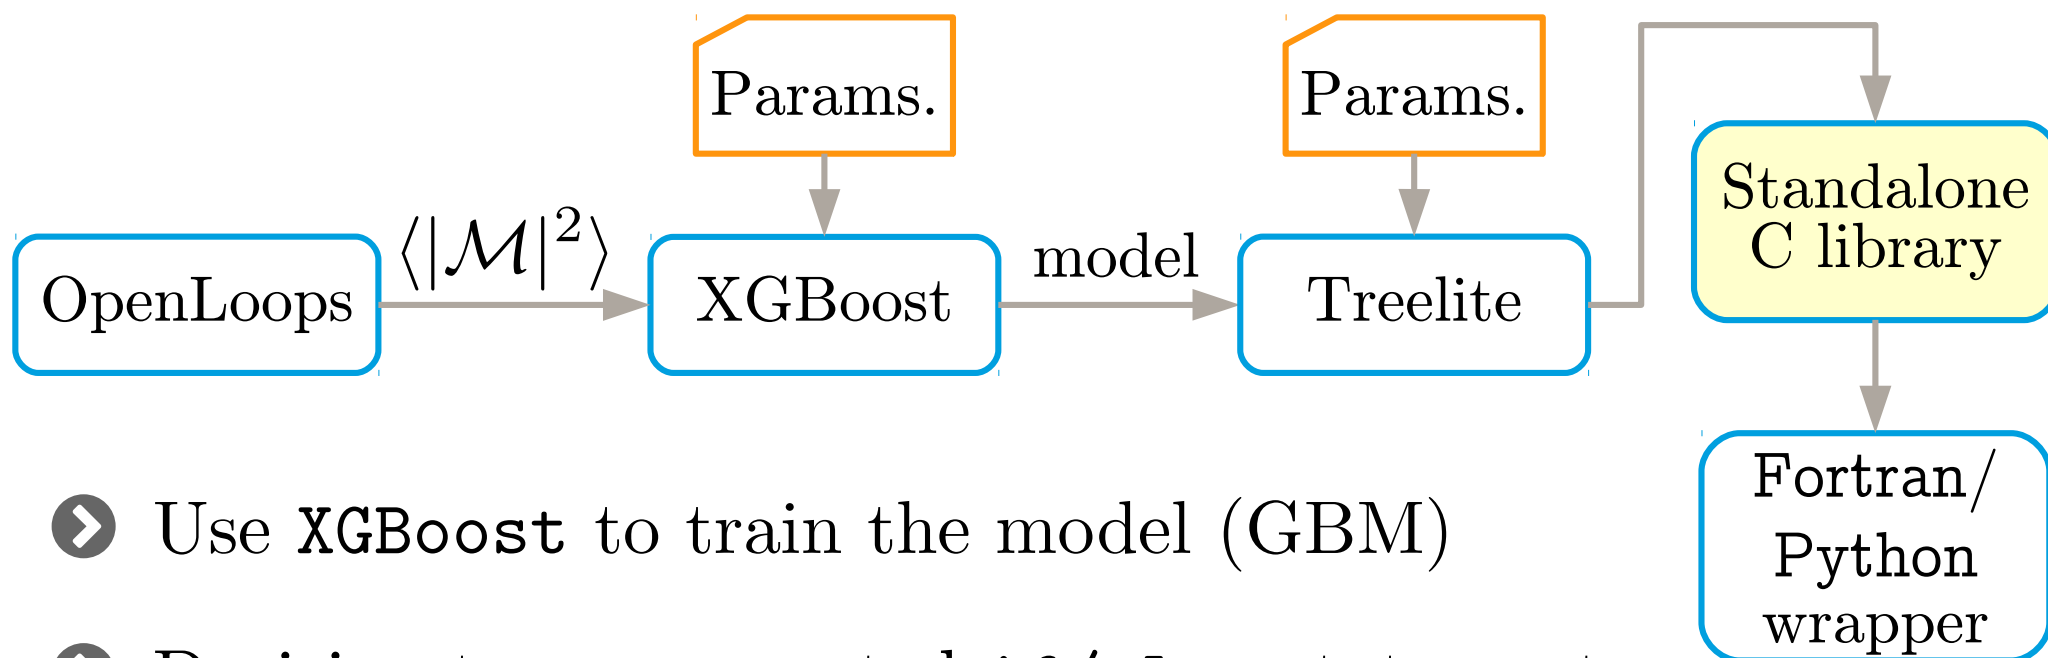 Params.
Params.
Standalone
C library
⟨|ℳ|²⟩
model
OpenLoops
XGBoost
Treelite
Fortran/
Python
wrapper
Use XGBoost to train the model (GBM)